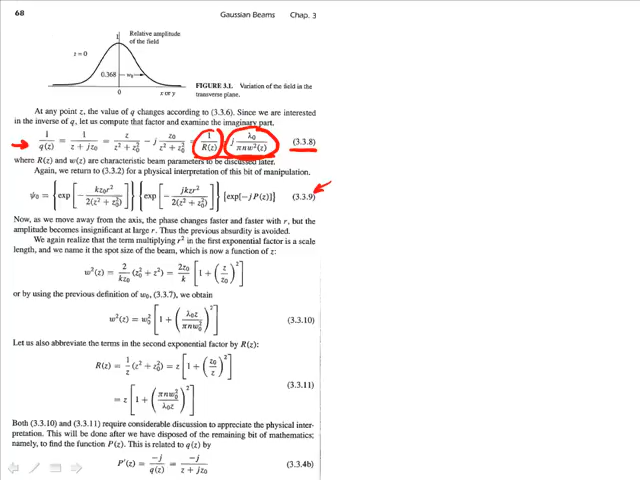 68
Gaussian Beams    Chap. 3
1
Relative amplitude
of the field
z = 0
0.368
w₀
0
x or y
FIGURE 3.1.   Variation of the field in the
transverse plane.
At any point z, the value of q changes according to (3.3.6). Since we are interested
in the inverse of q, let us compute that factor and examine the imaginary part.
1/q(z) = 1/(z + jz₀) = z/(z² + z₀²) − j z₀/(z² + z₀²) = 1/R(z) − j λ₀/(πnw²(z))    (3.3.8)
where R(z) and w(z) are characteristic beam parameters to be discussed later.
Again, we return to (3.3.2) for a physical interpretation of this bit of manipulation.
ψ₀ = {exp[−kz₀r²/(2(z² + z₀²))]} {exp[−jkzr²/(2(z² + z₀²))]} [exp[−jP(z)]]    (3.3.9)
Now, as we move away from the axis, the phase changes faster and faster with r, but the
amplitude becomes insignificant at large r. Thus the previous absurdity is avoided.
We again realize that the term multiplying r² in the first exponential factor is a scale
length, and we name it the spot size of the beam, which is now a function of z:
w²(z) = 2/(kz₀) (z₀² + z²) = 2z₀/k [1 + (z/z₀)²]
or by using the previous definition of w₀, (3.3.7), we obtain
w²(z) = w₀² [1 + (λ₀z/(πnw₀²))²]    (3.3.10)
Let us also abbreviate the terms in the second exponential factor by R(z):
R(z) = 1/z (z² + z₀²) = z [1 + (z₀/z)²]
= z [1 + (πnw₀²/(λ₀z))²]    (3.3.11)
Both (3.3.10) and (3.3.11) require considerable discussion to appreciate the physical inter-
pretation. This will be done after we have disposed of the remaining bit of mathematics;
namely, to find the function P(z). This is related to q(z) by
P′(z) = −j/q(z) = −j/(z + jz₀)    (3.3.4b)